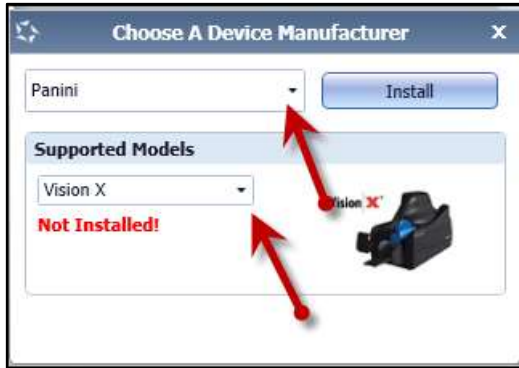 Choose A Device Manufacturer X
Panini
Install
Supported Models
Vision X
Not Installed!
Vision X